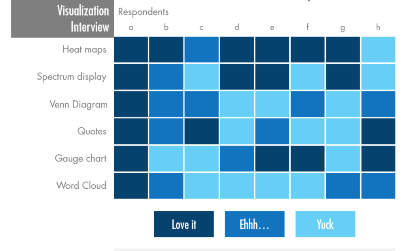 Visualization
Interview
Respondents
a b c d e f g h
Heat maps
Spectrum display
Venn Diagram
Quotes
Gauge chart
Word Cloud
Love it Ehhh... Yuck